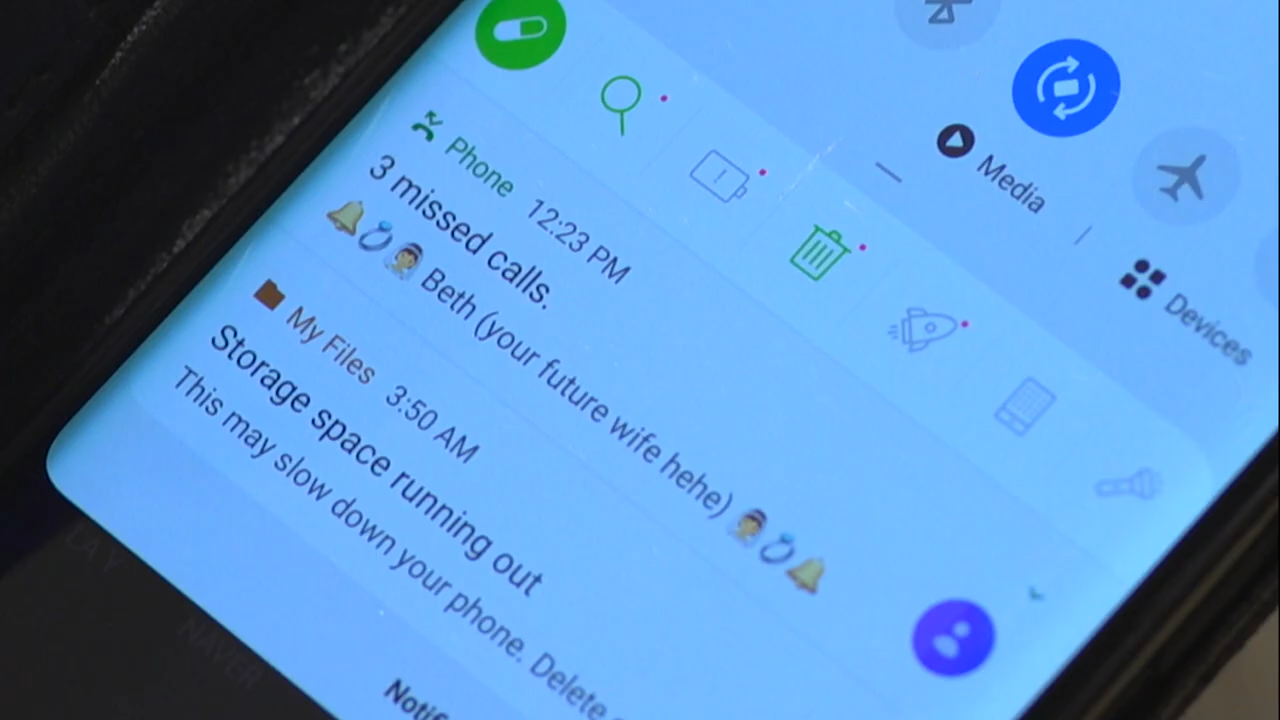 Media
Devices
Phone 12:23 PM
3 missed calls.
🔔💍👰 Beth (your future wife hehe) 👰💍🔔
My Files 3:50 AM
Storage space running out
This may slow down your phone. Delete
NAVER